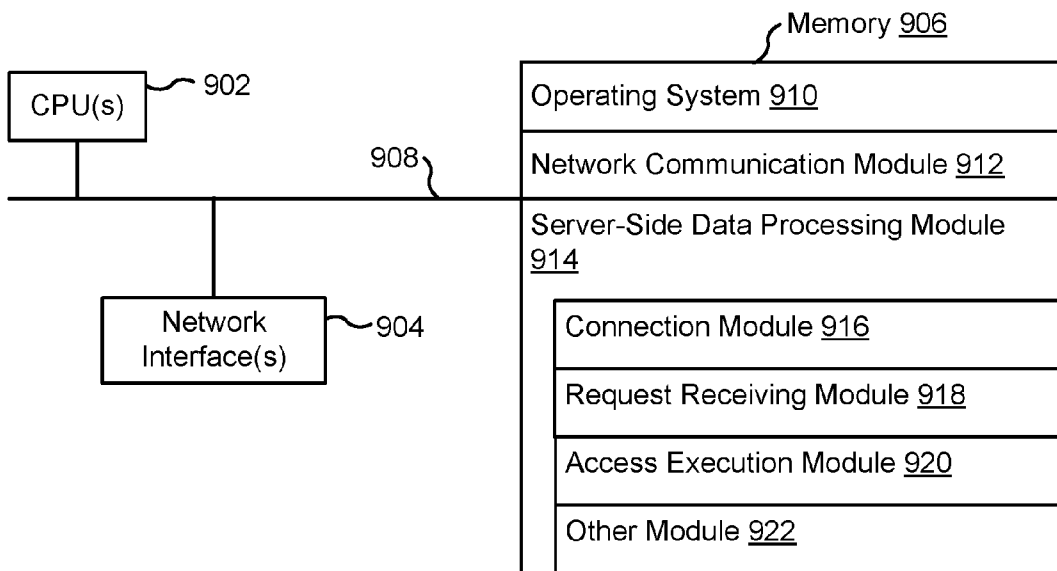 Memory 906
CPU(s)
902
Operating System 910
Network Communication Module 912
908
Server-Side Data Processing Module
914
Network
Interface(s)
904
Connection Module 916
Request Receiving Module 918
Access Execution Module 920
Other Module 922